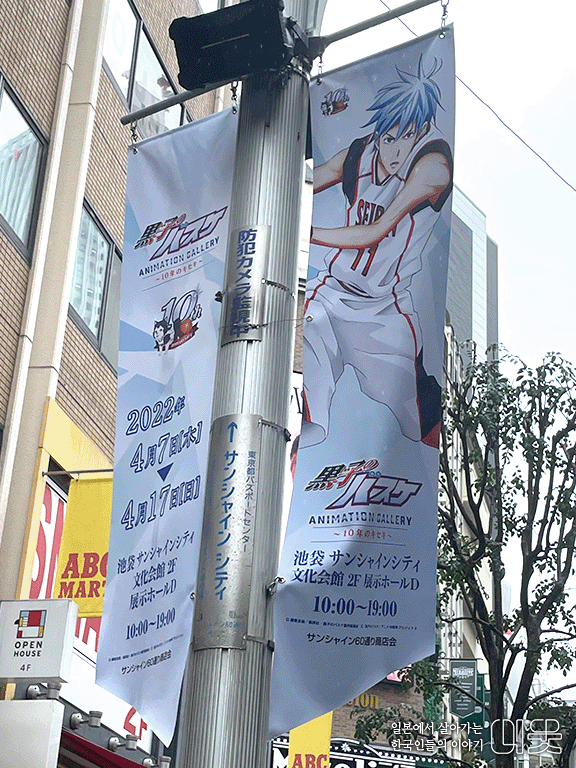 黒子の
バスケ
ANIMATION GALLERY
~10年のキセキ~
10th
2022年
4月7日[木]
4月17日[日]
池袋 サンシャインシティ
文化会館 2F
展示ホールD
10:00~19:00
サンシャイン60通り商店会
防犯カメラ監視中
↑サンシャインシティ
東京都パスポートセンター
10th
SEIRIN
11
黒子の
バスケ
ANIMATION GALLERY
~10年のキセキ~
池袋 サンシャインシティ
文化会館 2F 展示ホールD
10:00~19:00
サンシャイン60通り商店会
ABC
MART
OPEN
HOUSE
4F
2F
ABC
일본에서 살아가는
한국인들의 이야기